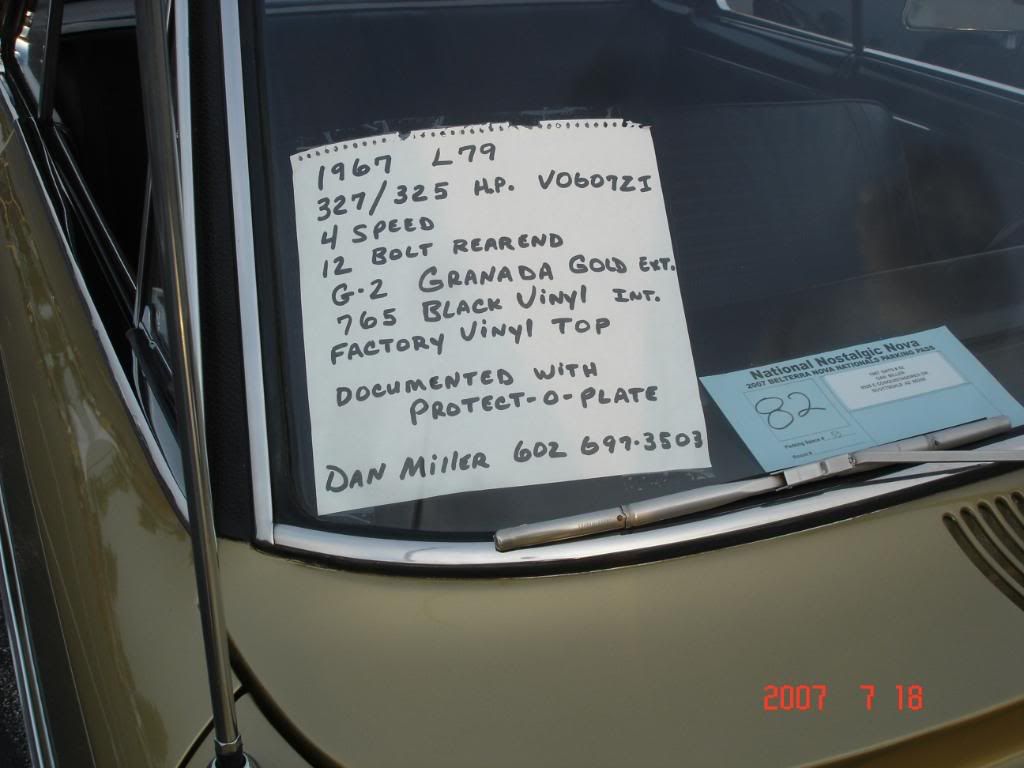 1967 L79
327/325 H.P. V0607ZI
4 SPEED
12 BOLT REAREND
G-2 GRANADA GOLD EXT.
765 BLACK VINYL INT.
FACTORY VINYL TOP
DOCUMENTED WITH
PROTECT-O-PLATE
DAN MILLER 602 697-3503
National Nostalgic Nova
2007 BELTERRA NOVA NATIONALS PARKING PASS
82
Parking Space #
2007 7 18